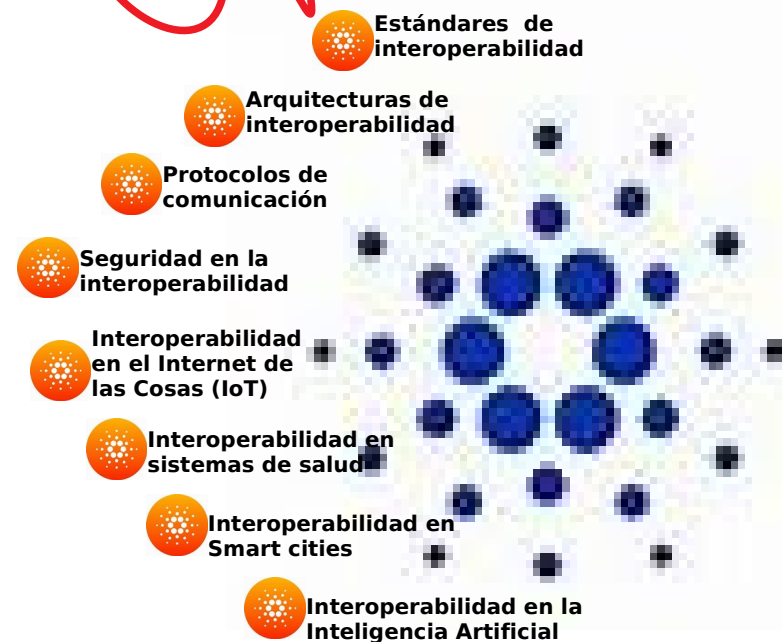 Estándares de
interoperabilidad
Arquitecturas de
interoperabilidad
Protocolos de
comunicación
Seguridad en la
interoperabilidad
Interoperabilidad
en el Internet de
las Cosas (IoT)
Interoperabilidad en
sistemas de salud
Interoperabilidad en
Smart cities
Interoperabilidad en la
Inteligencia Artificial